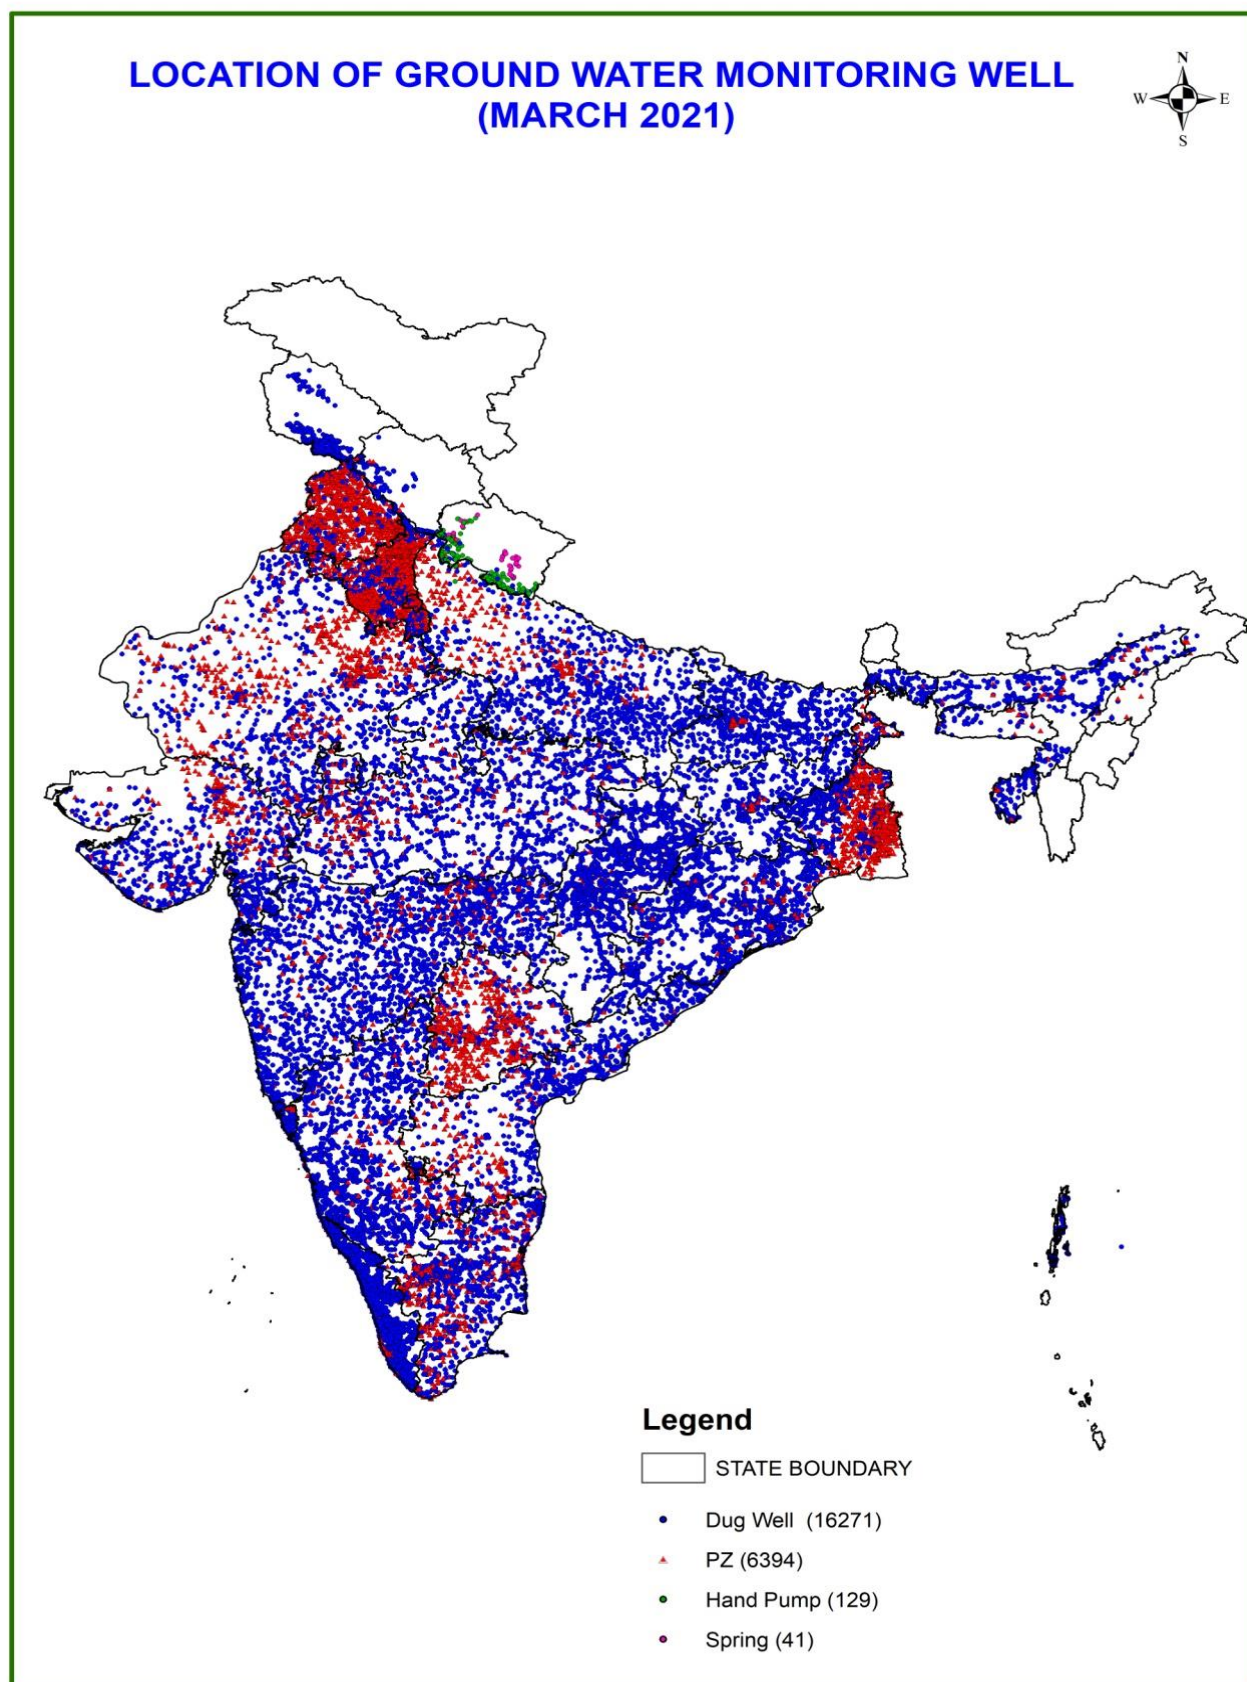 LOCATION OF GROUND WATER MONITORING WELL
(MARCH 2021)
N
W E
S
Legend
STATE BOUNDARY
Dug Well (16271)
PZ (6394)
Hand Pump (129)
Spring (41)